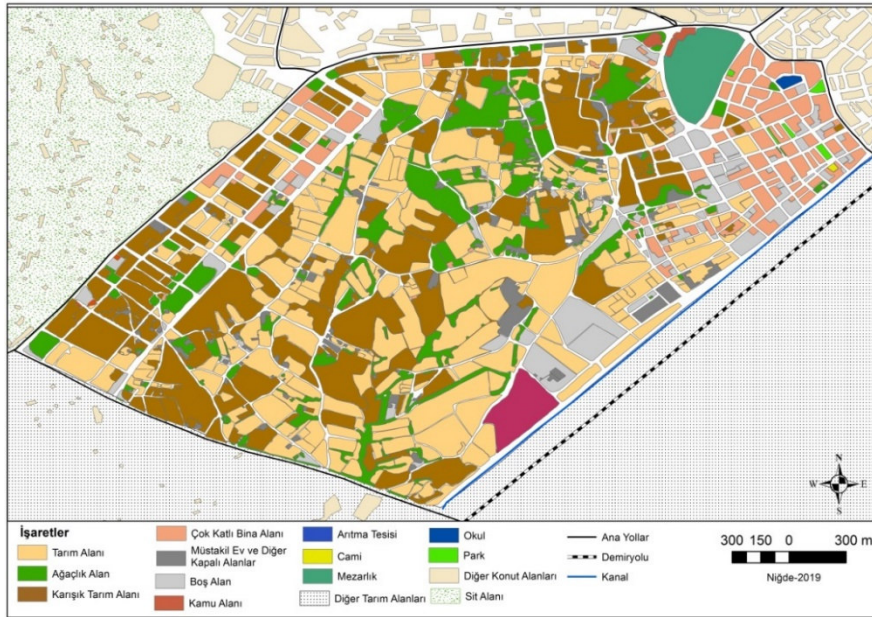 N
W E
S
İşaretler
Tarım Alanı
Ağaçlık Alan
Karışık Tarım Alanı
Çok Katlı Bina Alanı
Müstakil Ev ve Diğer
Kapalı Alanlar
Boş Alan
Kamu Alanı
Arıtma Tesisi
Cami
Mezarlık
Diğer Tarım Alanları
Okul
Park
Diğer Konut Alanları
Sit Alanı
Ana Yollar
Demiryolu
Kanal
300 150 0 300 m
Niğde-2019